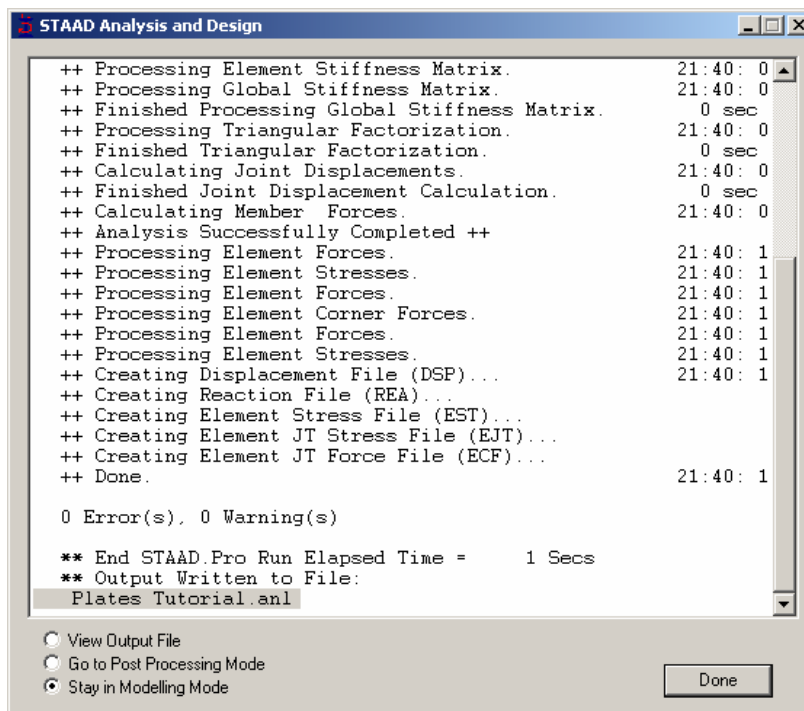 STAAD Analysis and Design
++ Processing Element Stiffness Matrix. 21:40: 0
++ Processing Global Stiffness Matrix. 21:40: 0
++ Finished Processing Global Stiffness Matrix. 0 sec
++ Processing Triangular Factorization. 21:40: 0
++ Finished Triangular Factorization. 0 sec
++ Calculating Joint Displacements. 21:40: 0
++ Finished Joint Displacement Calculation. 0 sec
++ Calculating Member Forces. 21:40: 0
++ Analysis Successfully Completed ++
++ Processing Element Forces. 21:40: 1
++ Processing Element Stresses. 21:40: 1
++ Processing Element Forces. 21:40: 1
++ Processing Element Corner Forces. 21:40: 1
++ Processing Element Forces. 21:40: 1
++ Processing Element Stresses. 21:40: 1
++ Creating Displacement File (DSP)... 21:40: 1
++ Creating Reaction File (REA)...
++ Creating Element Stress File (EST)...
++ Creating Element JT Stress File (EJT)...
++ Creating Element JT Force File (ECF)...
++ Done. 21:40: 1
0 Error(s), 0 Warning(s)
** End STAAD.Pro Run Elapsed Time = 1 Secs
** Output Written to File:
Plates Tutorial.anl
View Output File
Go to Post Processing Mode
Stay in Modelling Mode
Done